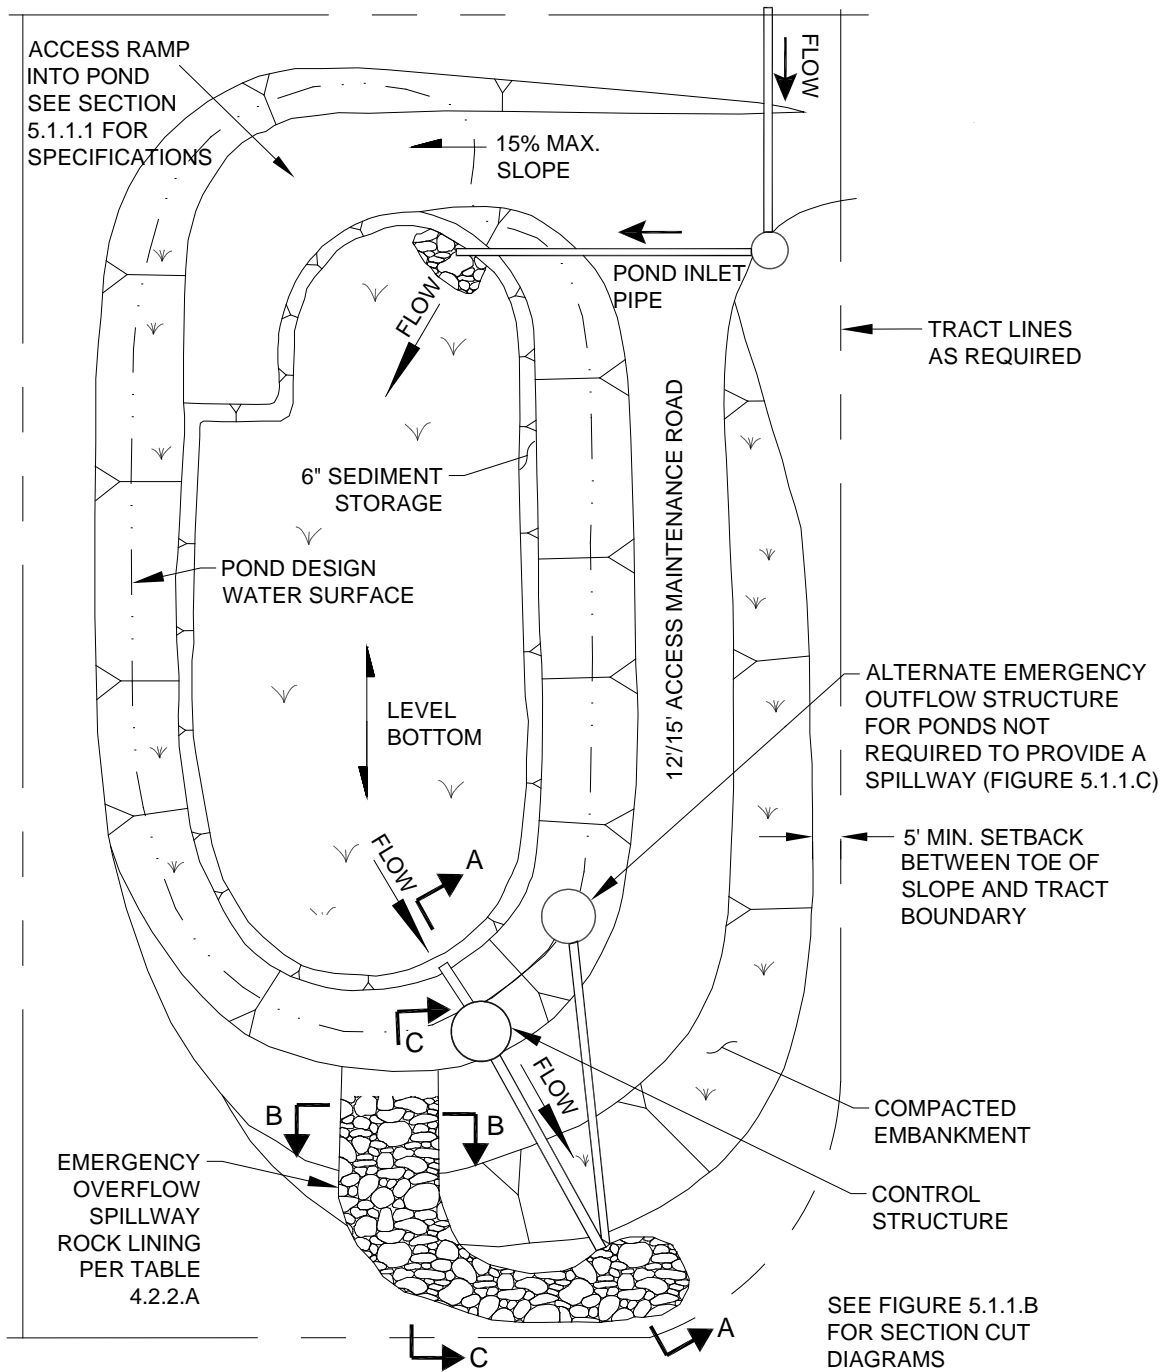 ACCESS RAMP
INTO POND
SEE SECTION
5.1.1.1 FOR
SPECIFICATIONS
FLOW
15% MAX.
SLOPE
POND INLET
PIPE
FLOW
TRACT LINES
AS REQUIRED
12'/15' ACCESS MAINTENANCE ROAD
6" SEDIMENT
STORAGE
POND DESIGN
WATER SURFACE
LEVEL
BOTTOM
ALTERNATE EMERGENCY
OUTFLOW STRUCTURE
FOR PONDS NOT
REQUIRED TO PROVIDE A
SPILLWAY (FIGURE 5.1.1.C)
5' MIN. SETBACK
BETWEEN TOE OF
SLOPE AND TRACT
BOUNDARY
FLOW
A
C
FLOW
B
B
COMPACTED
EMBANKMENT
EMERGENCY
OVERFLOW
SPILLWAY
ROCK LINING
PER TABLE
4.2.2.A
CONTROL
STRUCTURE
A
C
SEE FIGURE 5.1.1.B
FOR SECTION CUT
DIAGRAMS